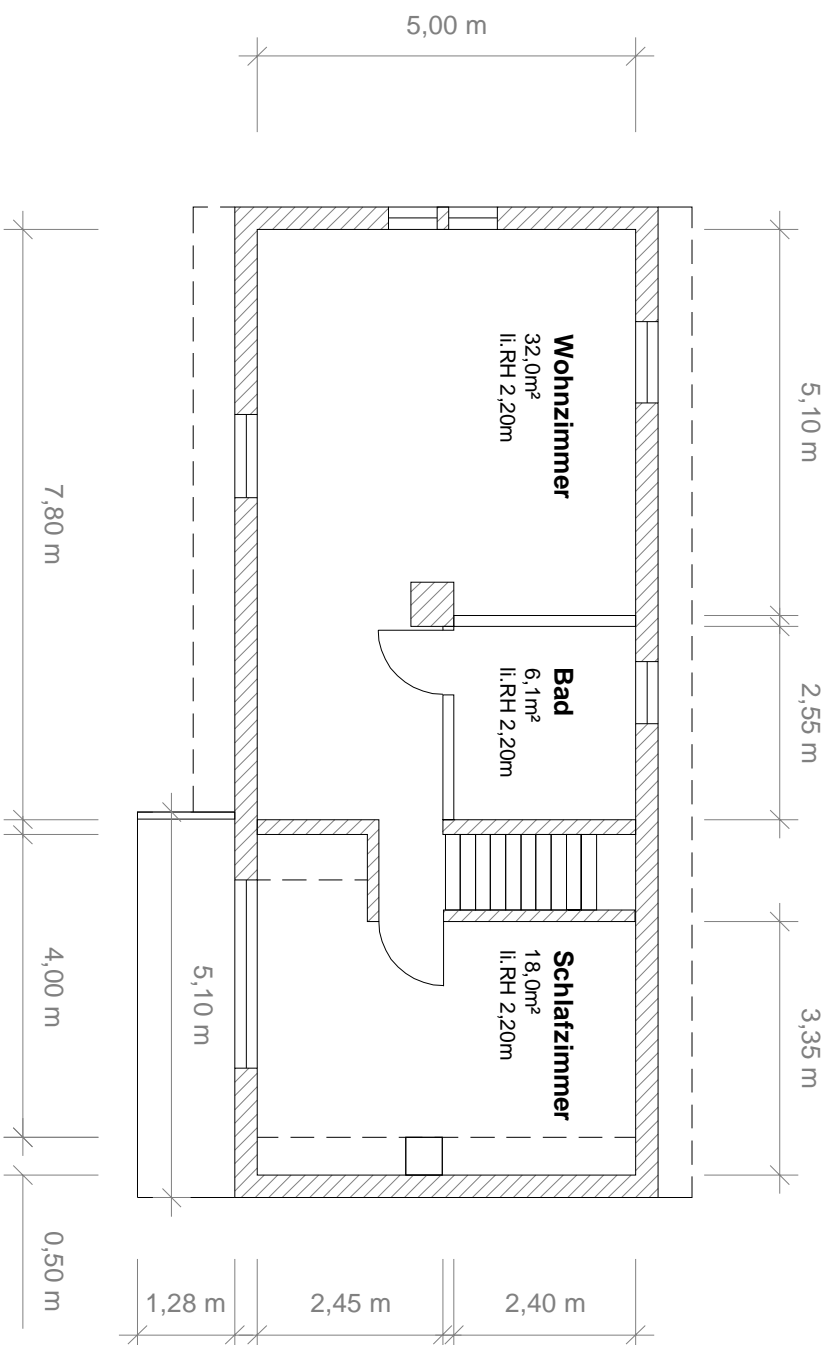 5,00 m
Wohnzimmer
32,0m²
li.RH 2,20m
5,10 m
7,80 m
Bad
6,1m²
li.RH 2,20m
2,55 m
Schlafzimmer
18,0m²
li.RH 2,20m
3,35 m
4,00 m
5,10 m
0,50 m
1,28 m
2,45 m
2,40 m